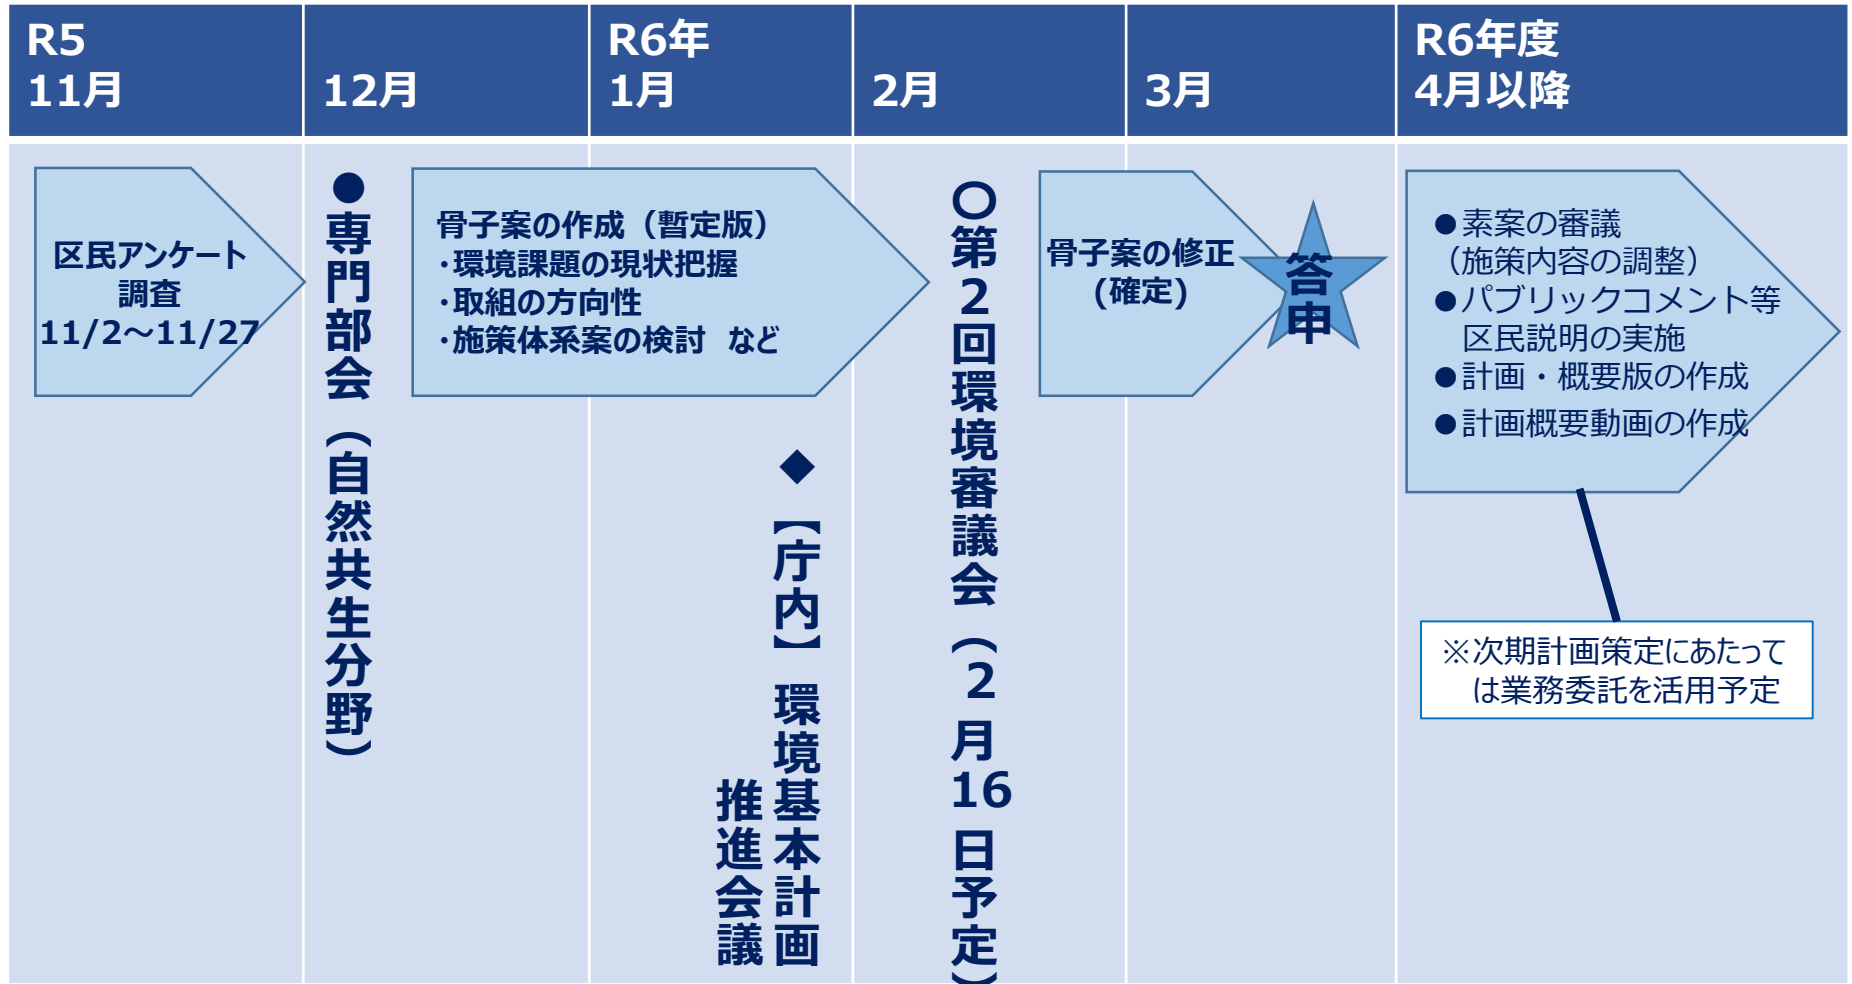 R5
11月
12月
R6年
1月
2月
3月
R6年度
4月以降
区民アンケート
調査
11/2～11/27
●専門部会（自然共生分野）
骨子案の作成（暫定版）
・環境課題の現状把握
・取組の方向性
・施策体系案の検討　など
◆【庁内】環境基本計画
推進会議
〇第２回環境審議会（２月16日予定）
骨子案の修正
(確定)
答申
●素案の審議
（施策内容の調整）
●パブリックコメント等
区民説明の実施
●計画・概要版の作成
●計画概要動画の作成
※次期計画策定にあたって
は業務委託を活用予定